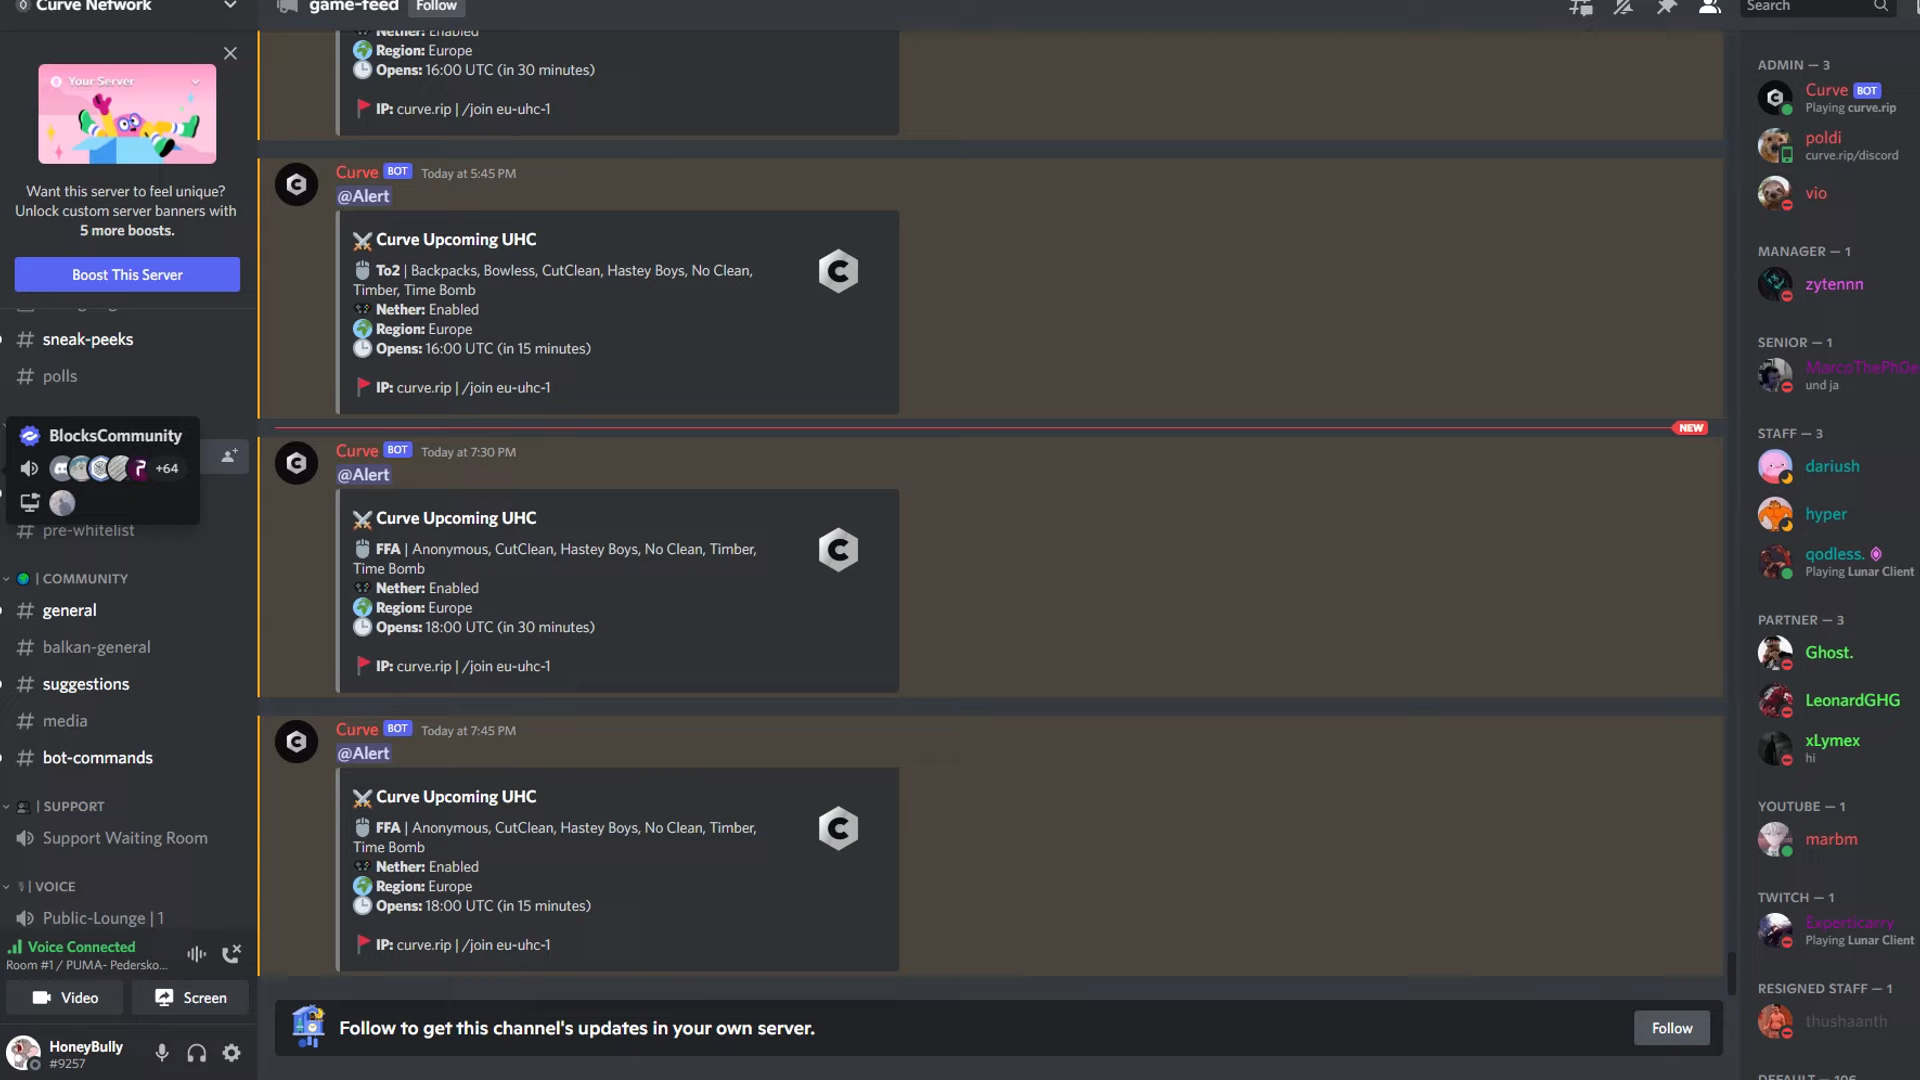 Curve Network
game-feed
Follow
Search
Your Server
Want this server to feel unique?
Unlock custom server banners with
5 more boosts.
Boost This Server
sneak-peeks
polls
BlocksCommunity
+64
pre-whitelist
| COMMUNITY
general
balkan-general
suggestions
media
bot-commands
| SUPPORT
Support Waiting Room
| VOICE
Public-Lounge | 1
Voice Connected
Room #1 / PUMA- Pedersko...
Video
Screen
HoneyBully
#9257
Nether: Enabled
Region: Europe
Opens: 16:00 UTC (in 30 minutes)
IP: curve.rip | /join eu-uhc-1
Curve BOT Today at 5:45 PM
@Alert
Curve Upcoming UHC
To2 | Backpacks, Bowless, CutClean, Hastey Boys, No Clean,
Timber, Time Bomb
Nether: Enabled
Region: Europe
Opens: 16:00 UTC (in 15 minutes)
IP: curve.rip | /join eu-uhc-1
NEW
Curve BOT Today at 7:30 PM
@Alert
Curve Upcoming UHC
FFA | Anonymous, CutClean, Hastey Boys, No Clean, Timber,
Time Bomb
Nether: Enabled
Region: Europe
Opens: 18:00 UTC (in 30 minutes)
IP: curve.rip | /join eu-uhc-1
Curve BOT Today at 7:45 PM
@Alert
Curve Upcoming UHC
FFA | Anonymous, CutClean, Hastey Boys, No Clean, Timber,
Time Bomb
Nether: Enabled
Region: Europe
Opens: 18:00 UTC (in 15 minutes)
IP: curve.rip | /join eu-uhc-1
Follow to get this channel's updates in your own server.
Follow
ADMIN — 3
Curve BOT
Playing curve.rip
poldi
curve.rip/discord
vio
MANAGER — 1
zytennn
SENIOR — 1
und ja
STAFF — 3
dariush
hyper
qodless.
Playing Lunar Client
PARTNER — 3
Ghost.
LeonardGHG
xLymex
hi
YOUTUBE — 1
marbm
TWITCH — 1
Experticarry
Playing Lunar Client
RESIGNED STAFF — 1
thushaanth